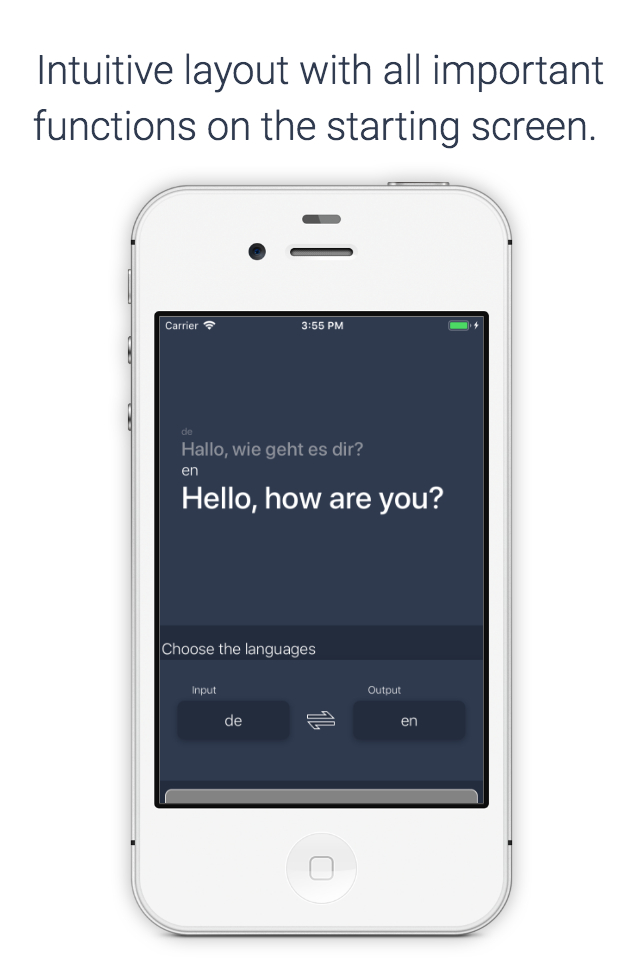 Intuitive layout with all important
functions on the starting screen.
Carrier 3:55 PM
de
Hallo, wie geht es dir?
en
Hello, how are you?
Choose the languages
Input Output
de en